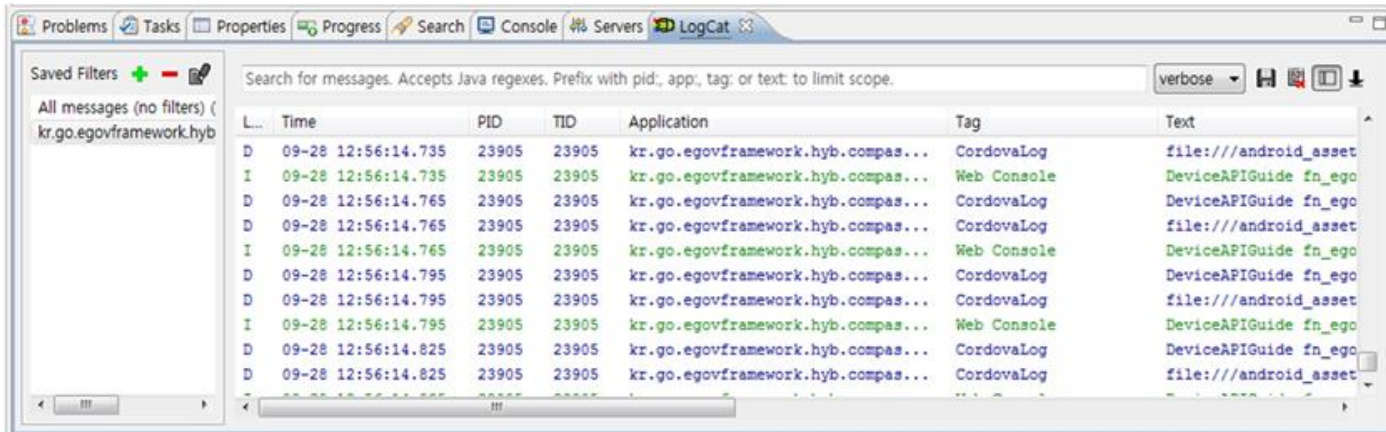 Problems Tasks Properties Progress Search Console Servers LogCat
Saved Filters
Search for messages. Accepts Java regexes. Prefix with pid:, app:, tag: or text: to limit scope.
verbose
All messages (no filters) (
kr.go.egovframework.hyb
L... Time PID TID Application Tag Text
D 09-28 12:56:14.735 23905 23905 kr.go.egovframework.hyb.compas... CordovaLog file:///android_asset
I 09-28 12:56:14.735 23905 23905 kr.go.egovframework.hyb.compas... Web Console DeviceAPIGuide fn_ego
D 09-28 12:56:14.765 23905 23905 kr.go.egovframework.hyb.compas... CordovaLog DeviceAPIGuide fn_ego
D 09-28 12:56:14.765 23905 23905 kr.go.egovframework.hyb.compas... CordovaLog file:///android_asset
I 09-28 12:56:14.765 23905 23905 kr.go.egovframework.hyb.compas... Web Console DeviceAPIGuide fn_ego
D 09-28 12:56:14.795 23905 23905 kr.go.egovframework.hyb.compas... CordovaLog DeviceAPIGuide fn_ego
D 09-28 12:56:14.795 23905 23905 kr.go.egovframework.hyb.compas... CordovaLog file:///android_asset
I 09-28 12:56:14.795 23905 23905 kr.go.egovframework.hyb.compas... Web Console DeviceAPIGuide fn_ego
D 09-28 12:56:14.825 23905 23905 kr.go.egovframework.hyb.compas... CordovaLog DeviceAPIGuide fn_ego
D 09-28 12:56:14.825 23905 23905 kr.go.egovframework.hyb.compas... CordovaLog file:///android_asset